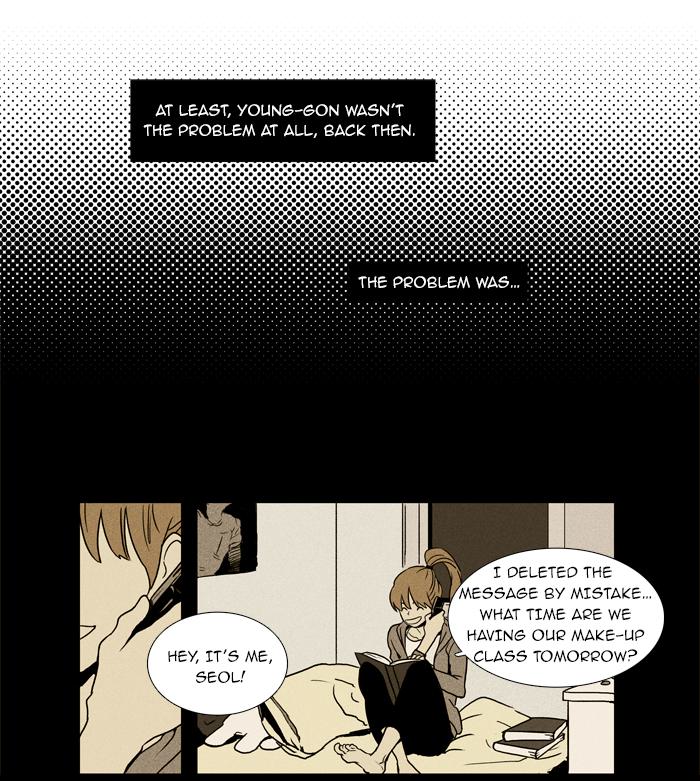 AT LEAST, YOUNG-GON WASN'T
THE PROBLEM AT ALL, BACK THEN.
THE PROBLEM WAS...
HEY, IT'S ME,
SEOL!
I DELETED THE
MESSAGE BY MISTAKE...
WHAT TIME ARE WE
HAVING OUR MAKE-UP
CLASS TOMORROW?